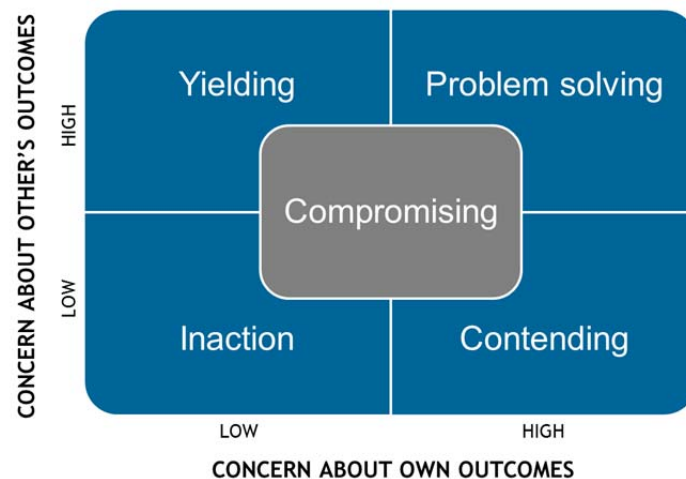 CONCERN ABOUT OTHER'S OUTCOMES
HIGH
LOW
Yielding
Problem solving
Compromising
Inaction
Contending
LOW
HIGH
CONCERN ABOUT OWN OUTCOMES